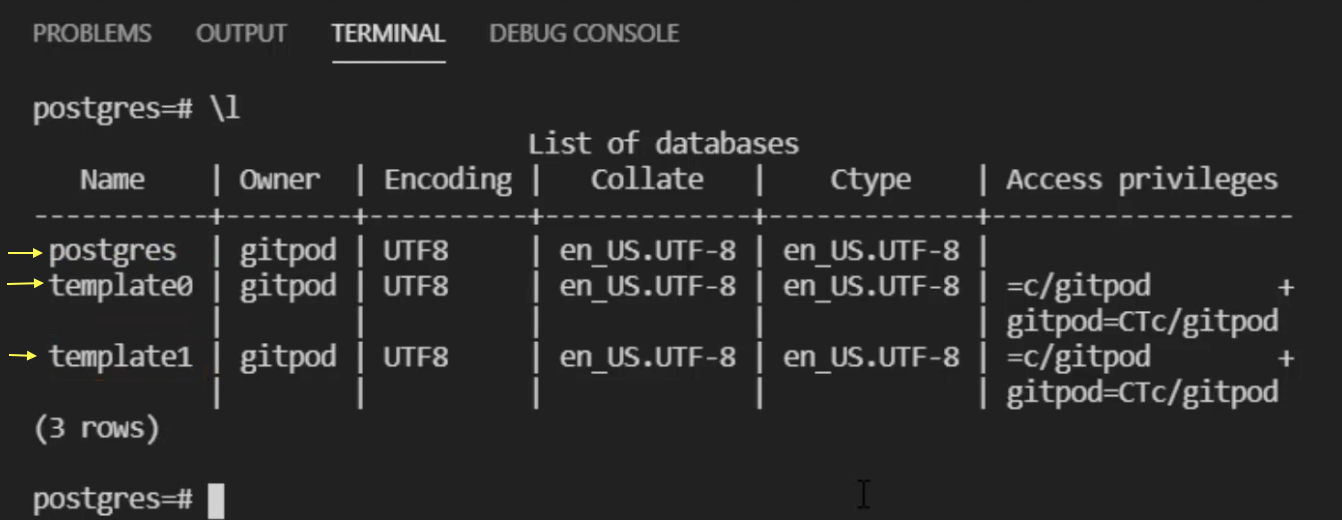 PROBLEMS OUTPUT TERMINAL DEBUG CONSOLE
postgres=# \l
                               List of databases
   Name    | Owner  | Encoding |   Collate   |    Ctype    | Access privileges
-----------+--------+----------+-------------+-------------+-------------------
 postgres  | gitpod | UTF8     | en_US.UTF-8 | en_US.UTF-8 |
 template0 | gitpod | UTF8     | en_US.UTF-8 | en_US.UTF-8 | =c/gitpod        +
           |        |          |             |             | gitpod=CTc/gitpod
 template1 | gitpod | UTF8     | en_US.UTF-8 | en_US.UTF-8 | =c/gitpod        +
           |        |          |             |             | gitpod=CTc/gitpod
(3 rows)
postgres=#